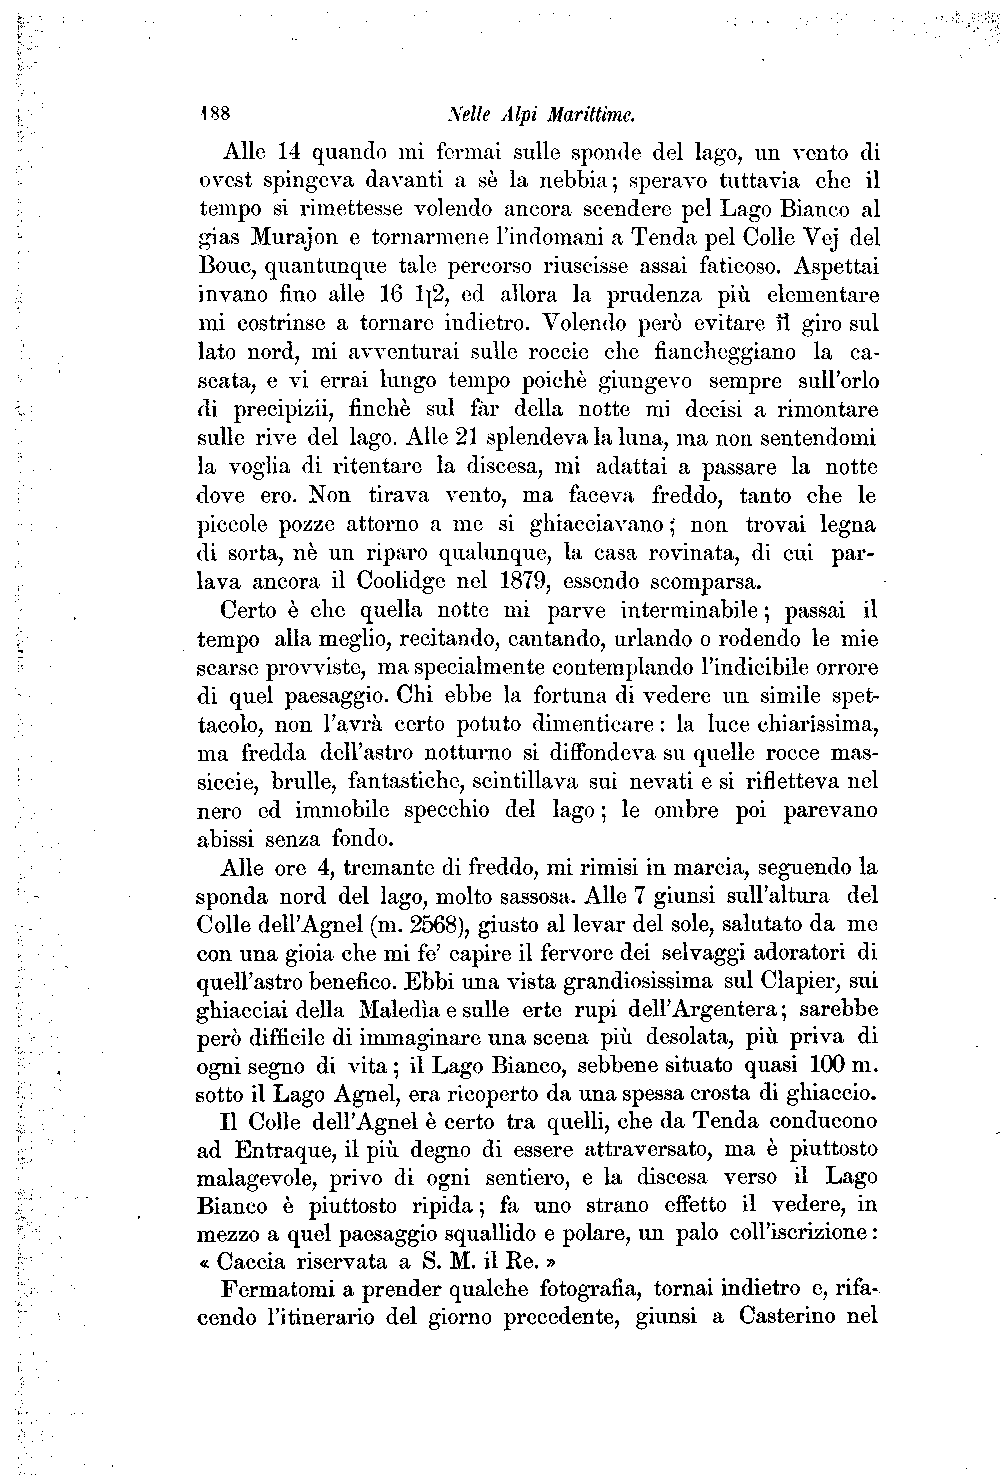 188 Nelle Alpi Marittime.
Alle 14 quando mi fermai sulle sponde del lago, un vento di
ovest spingeva davanti a sè la nebbia; speravo tuttavia che il
tempo si rimettesse volendo ancora scendere pel Lago Bianco al
gias Murajon e tornarmene l'indomani a Tenda pel Colle Vej del
Bouc, quantunque tale percorso riuscisse assai faticoso. Aspettai
invano fino alle 16 1|2, ed allora la prudenza più elementare
mi costrinse a tornare indietro. Volendo però evitare il giro sul
lato nord, mi avventurai sulle roccie che fiancheggiano la ca-
scata, e vi errai lungo tempo poichè giungevo sempre sull'orlo
di precipizii, finchè sul far della notte mi decisi a rimontare
sulle rive del lago. Alle 21 splendeva la luna, ma non sentendomi
la voglia di ritentare la discesa, mi adattai a passare la notte
dove ero. Non tirava vento, ma faceva freddo, tanto che le
piccole pozze attorno a me si ghiacciavano; non trovai legna
di sorta, nè un riparo qualunque, la casa rovinata, di cui par-
lava ancora il Coolidge nel 1879, essendo scomparsa.
Certo è che quella notte mi parve interminabile; passai il
tempo alla meglio, recitando, cantando, urlando o rodendo le mie
scarse provviste, ma specialmente contemplando l'indicibile orrore
di quel paesaggio. Chi ebbe la fortuna di vedere un simile spet-
tacolo, non l'avrà certo potuto dimenticare: la luce chiarissima,
ma fredda dell'astro notturno si diffondeva su quelle rocce mas-
siccie, brulle, fantastiche, scintillava sui nevati e si rifletteva nel
nero ed immobile specchio del lago; le ombre poi parevano
abissi senza fondo.
Alle ore 4, tremante di freddo, mi rimisi in marcia, seguendo la
sponda nord del lago, molto sassosa. Alle 7 giunsi sull'altura del
Colle dell'Agnel (m. 2568), giusto al levar del sole, salutato da me
con una gioia che mi fe' capire il fervore dei selvaggi adoratori di
quell'astro benefico. Ebbi una vista grandiosissima sul Clapier, sui
ghiacciai della Maledìa e sulle erte rupi dell'Argentera; sarebbe
però difficile di immaginare una scena più desolata, più priva di
ogni segno di vita; il Lago Bianco, sebbene situato quasi 100 m.
sotto il Lago Agnel, era ricoperto da una spessa crosta di ghiaccio.
Il Colle dell'Agnel è certo tra quelli, che da Tenda conducono
ad Entraque, il più degno di essere attraversato, ma è piuttosto
malagevole, privo di ogni sentiero, e la discesa verso il Lago
Bianco è piuttosto ripida; fa uno strano effetto il vedere, in
mezzo a quel paesaggio squallido e polare, un palo coll'iscrizione:
« Caccia riservata a S. M. il Re. »
Fermatomi a prender qualche fotografia, tornai indietro e, rifa-
cendo l'itinerario del giorno precedente, giunsi a Casterino nel